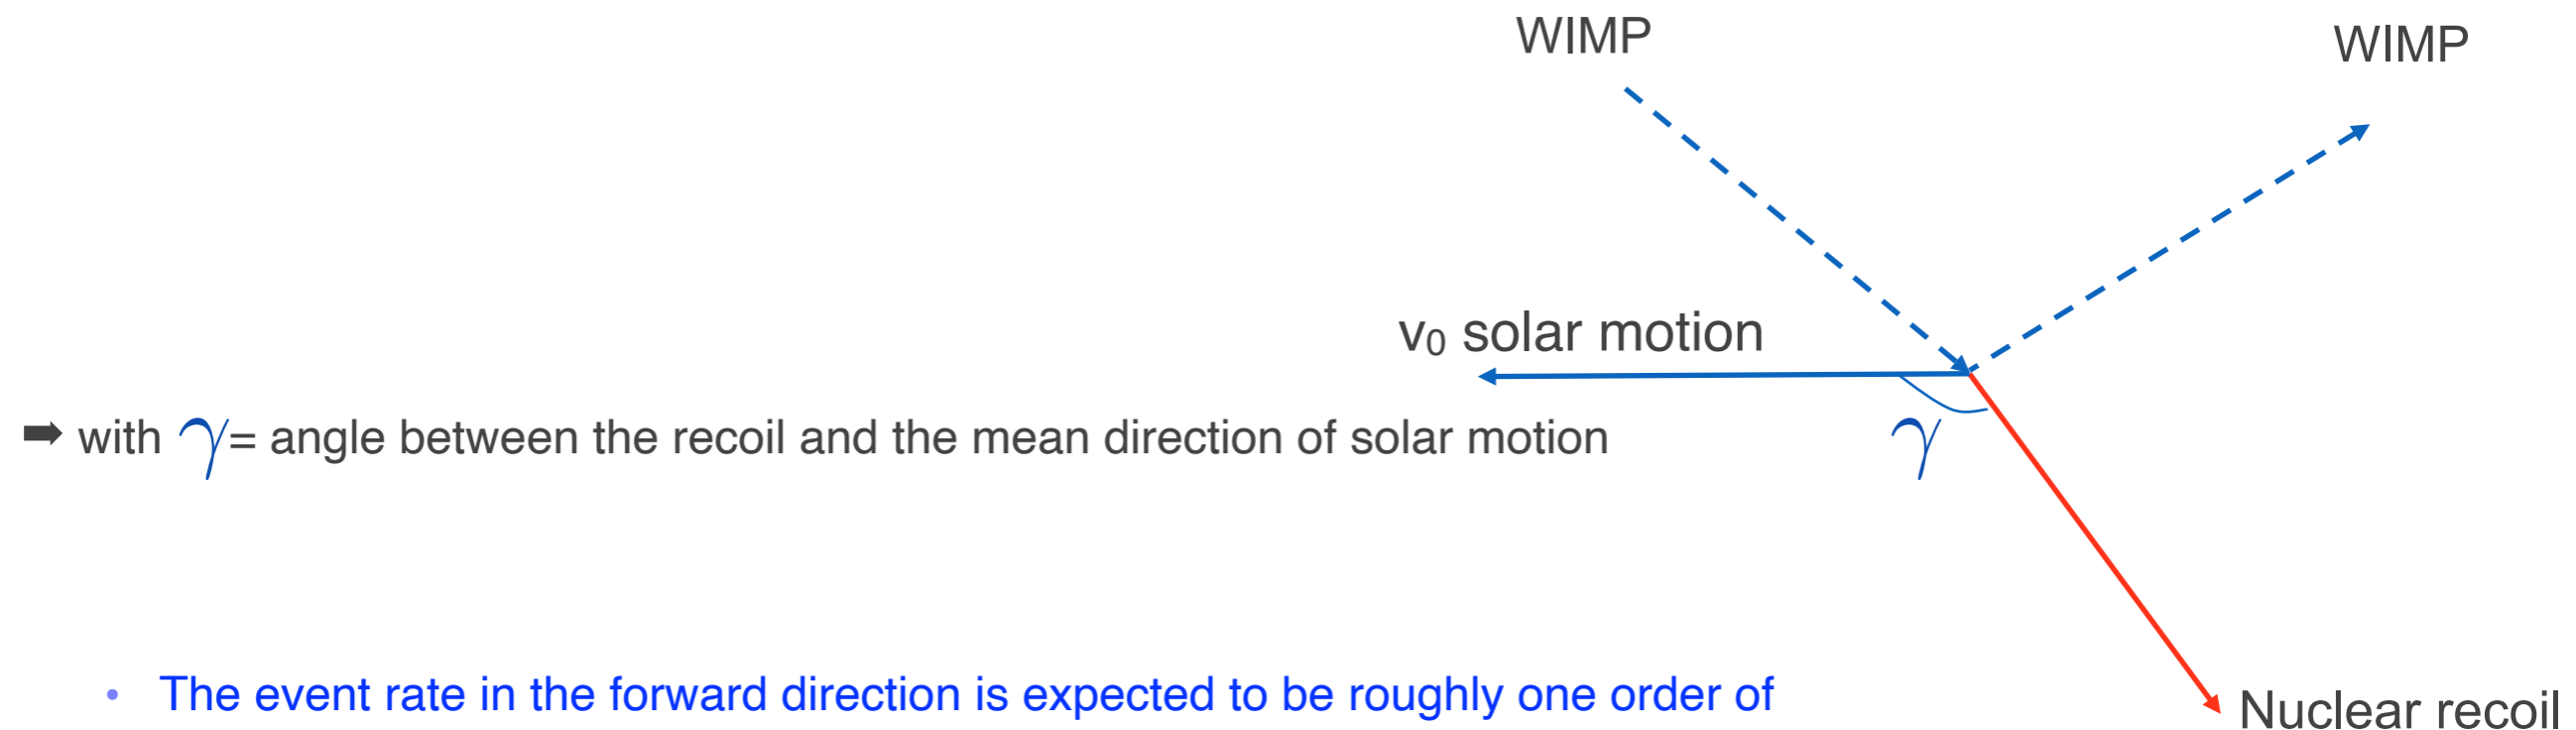 WIMP
WIMP
v₀ solar motion
➡ with γ= angle between the recoil and the mean direction of solar motion
γ
• The event rate in the forward direction is expected to be roughly one order of
Nuclear recoil